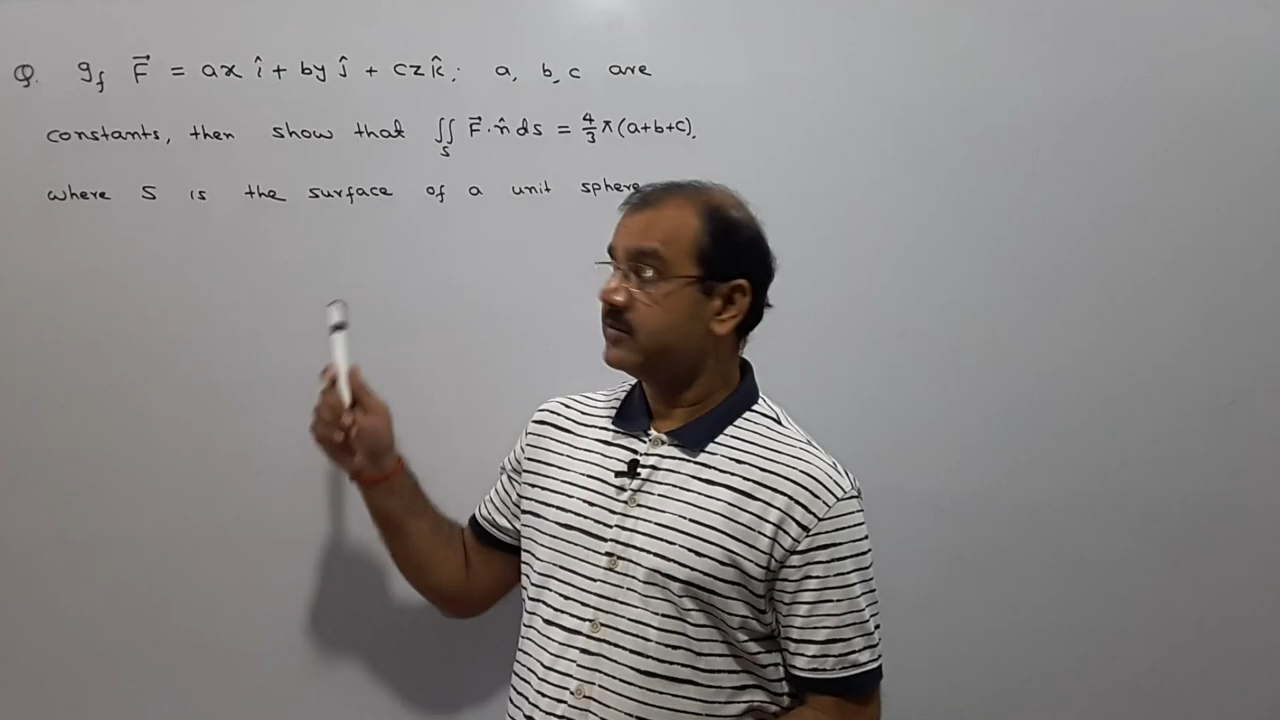 Q. If F⃗ = ax î + by ĵ + cz k̂; a, b, c are
constants, then show that ∬_S F⃗·n̂ ds = 4/3 π(a+b+c),
where S is the surface of a unit sphere